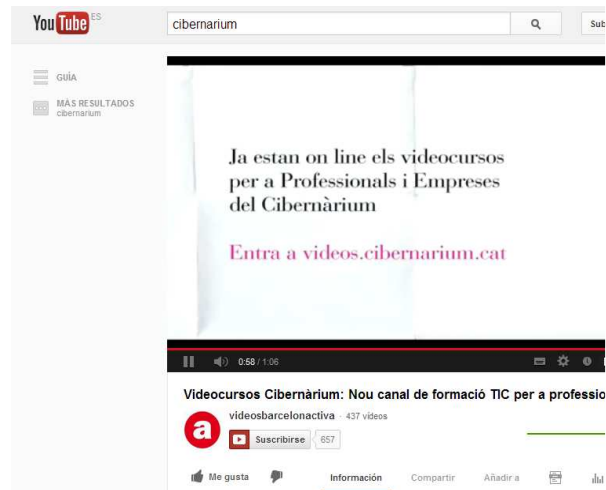 YouTube ES
cibernarium
Sub
GUÍA
MÁS RESULTADOS
cibernarium
Ja estan on line els videocursos
per a Professionals i Empreses
del Cibernàrium
Entra a videos.cibernarium.cat
0:58 / 1:06
Videocursos Cibernàrium: Nou canal de formació TIC per a professio
a
videosbarcelonactiva · 437 vídeos
Suscribirse 657
Me gusta
Información Compartir Añadir a